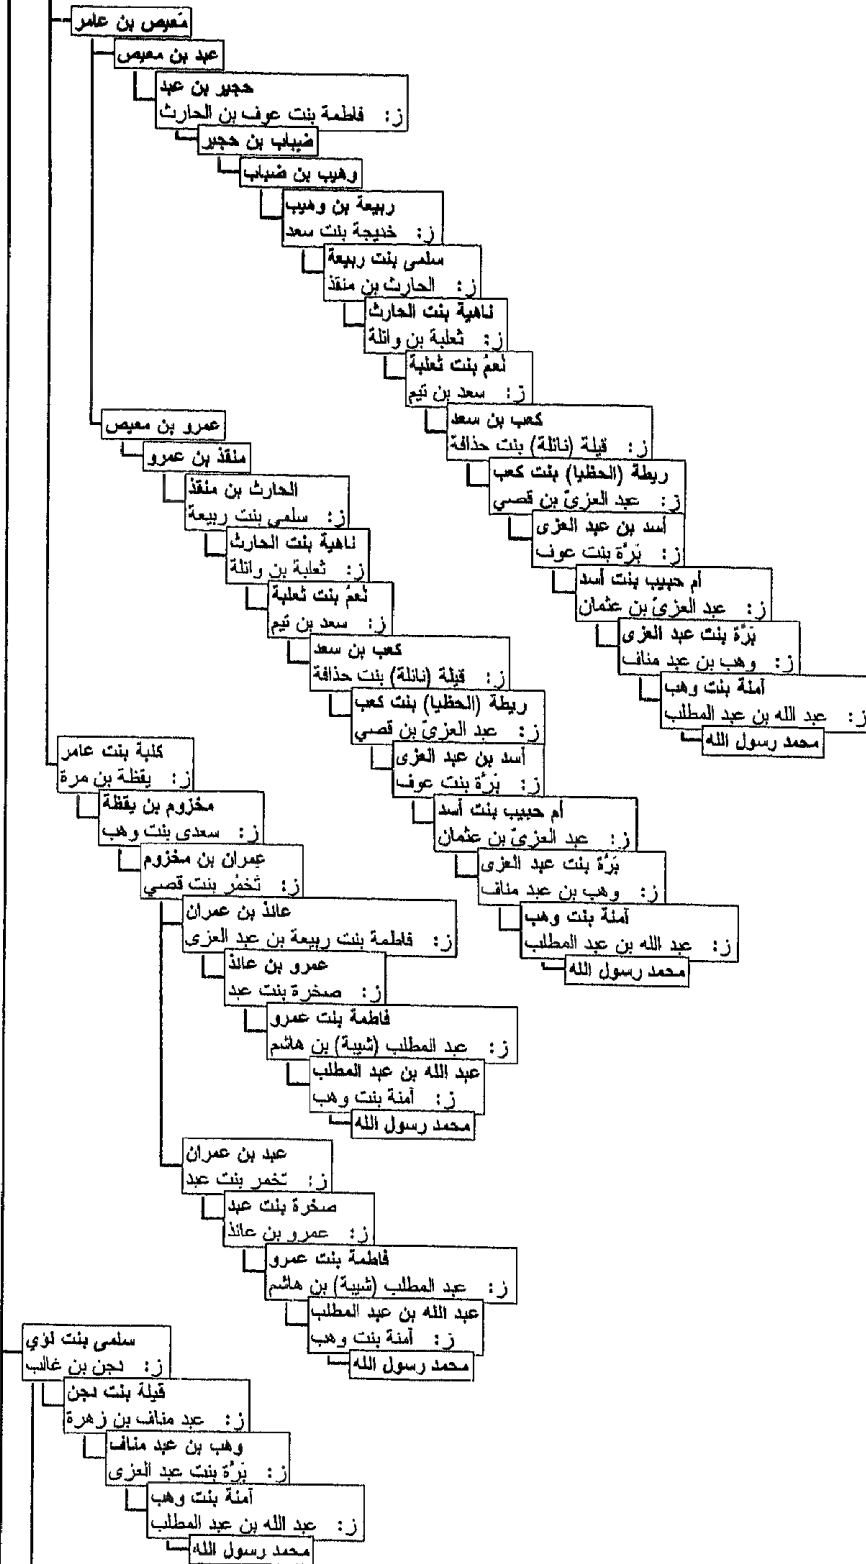 مَعيص بن عامر
عبد بن معيص
حجير بن عبد
ز: فاطمة بنت عوف بن الحارث
ضباب بن حجير
وهيب بن ضباب
ربيعة بن وهيب
ز: خديجة بنت سعد
سلمى بنت ربيعة
ز: الحارث بن منقذ
ناهية بنت الحارث
ز: ثعلبة بن وائلة
نُعمُ بنت ثعلبة
ز: سعد بن تيم
كعب بن سعد
ز: قيلة (نائلة) بنت حذافة
ريطة (الحظيا) بنت كعب
ز: عبد العزىّ بن قصي
أسد بن عبد العزى
ز: بَرَّة بنت عوف
أم حبيب بنت أسد
ز: عبد العزىّ بن عثمان
بَرَّة بنت عبد العزى
ز: وهب بن عبد مناف
آمنة بنت وهب
ز: عبد الله بن عبد المطلب
محمد رسول الله
عمرو بن معيص
منقذ بن عمرو
الحارث بن منقذ
ز: سلمى بنت ربيعة
ناهية بنت الحارث
ز: ثعلبة بن وائلة
نُعمُ بنت ثعلبة
ز: سعد بن تيم
كعب بن سعد
ز: قيلة (نائلة) بنت حذافة
ريطة (الحظيا) بنت كعب
ز: عبد العزىّ بن قصي
أسد بن عبد العزى
ز: بَرَّة بنت عوف
أم حبيب بنت أسد
ز: عبد العزىّ بن عثمان
بَرَّة بنت عبد العزى
ز: وهب بن عبد مناف
آمنة بنت وهب
ز: عبد الله بن عبد المطلب
محمد رسول الله
كلبة بنت عامر
ز: يقظة بن مرة
مخزوم بن يقظة
ز: سعدى بنت وهب
عِمران بن مخزوم
ز: تَخمُر بنت قصي
عائذ بن عمران
ز: فاطمة بنت ربيعة بن عبد العزى
عمرو بن عائذ
ز: صخرة بنت عبد
فاطمة بنت عمرو
ز: عبد المطلب (شيبة) بن هاشم
عبد الله بن عبد المطلب
ز: آمنة بنت وهب
محمد رسول الله
عبد بن عمران
ز: تخمر بنت عبد
صخرة بنت عبد
ز: عمرو بن عائذ
فاطمة بنت عمرو
ز: عبد المطلب (شيبة) بن هاشم
عبد الله بن عبد المطلب
ز: آمنة بنت وهب
محمد رسول الله
سلمى بنت لؤي
ز: دجن بن غالب
قيلة بنت دجن
ز: عبد مناف بن زهرة
وهب بن عبد مناف
ز: بَرَّة بنت عبد العزى
آمنة بنت وهب
ز: عبد الله بن عبد المطلب
محمد رسول الله